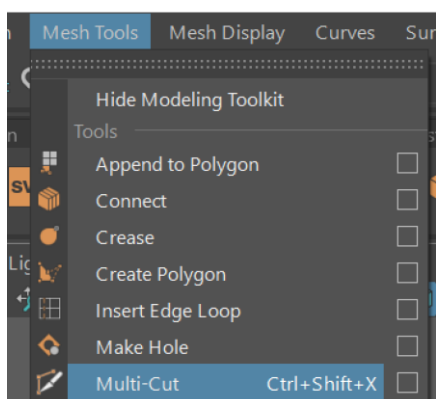 Mesh Tools Mesh Display Curves Sur
Hide Modeling Toolkit
Tools
Append to Polygon
Connect
Crease
Create Polygon
Insert Edge Loop
Make Hole
Multi-Cut Ctrl+Shift+X